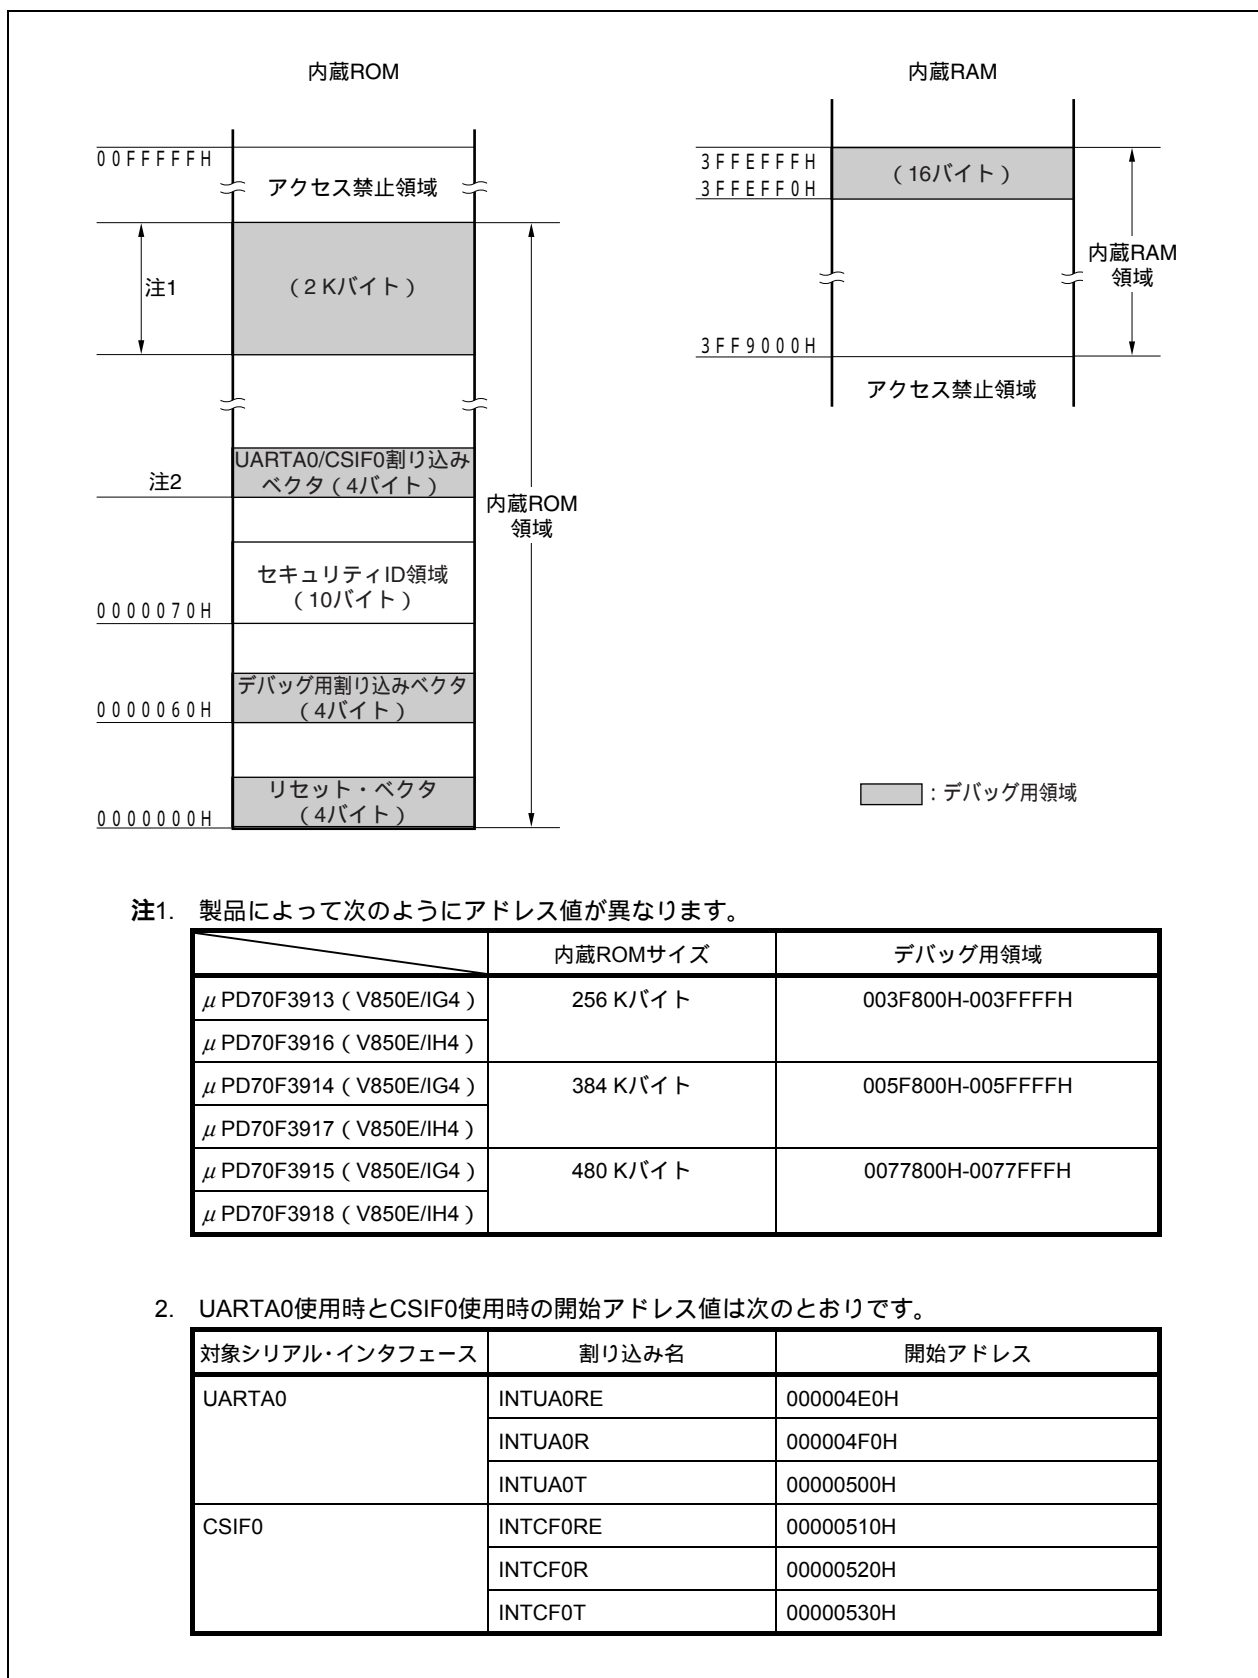 内蔵ROM
00FFFFFH
アクセス禁止領域
注1
(2 Kバイト)
UARTA0/CSIF0割り込み
ベクタ(4バイト)
注2
内蔵ROM
領域
セキュリティID領域
(10バイト)
0000070H
デバッグ用割り込みベクタ
(4バイト)
0000060H
リセット・ベクタ
(4バイト)
0000000H
内蔵RAM
3FFEFFFH
(16バイト)
3FFEFF0H
内蔵RAM
領域
3FF9000H
アクセス禁止領域
:デバッグ用領域
注1. 製品によって次のようにアドレス値が異なります。
内蔵ROMサイズ デバッグ用領域
μPD70F3913(V850E/IG4) 256 Kバイト 003F800H-003FFFFH
μPD70F3916(V850E/IH4)
μPD70F3914(V850E/IG4) 384 Kバイト 005F800H-005FFFFH
μPD70F3917(V850E/IH4)
μPD70F3915(V850E/IG4) 480 Kバイト 0077800H-0077FFFH
μPD70F3918(V850E/IH4)
2. UARTA0使用時とCSIF0使用時の開始アドレス値は次のとおりです。
対象シリアル・インタフェース 割り込み名 開始アドレス
UARTA0 INTUA0RE 000004E0H
INTUA0R 000004F0H
INTUA0T 00000500H
CSIF0 INTCF0RE 00000510H
INTCF0R 00000520H
INTCF0T 00000530H